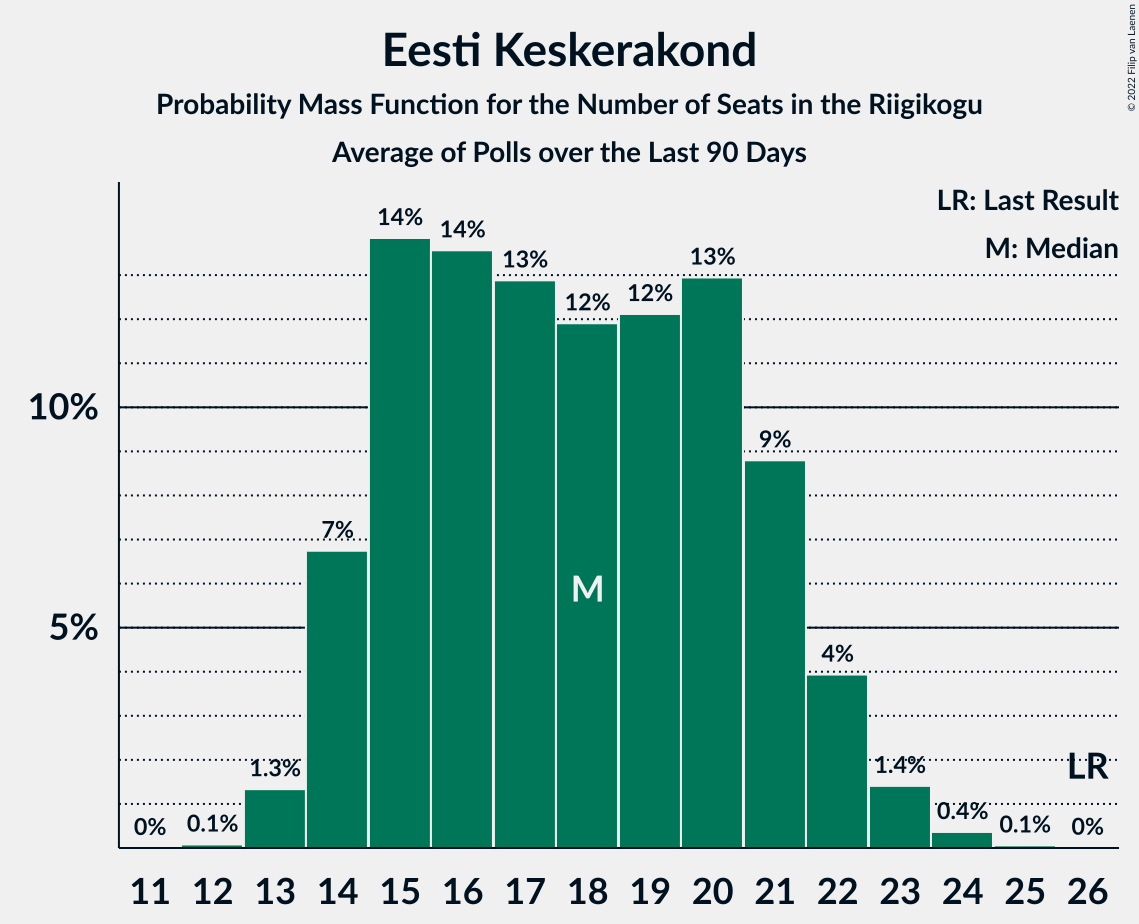 Eesti Keskerakond
Probability Mass Function for the Number of Seats in the Riigikogu
Average of Polls over the Last 90 Days
© 2022 Filip van Laenen
LR: Last Result
M: Median
14%
14%
13%
12%
12%
13%
10%
9%
7%
M
5%
4%
1.3%
1.4%
LR
0%
0.1%
0.4%
0.1%
0%
11 12 13 14 15 16 17 18 19 20 21 22 23 24 25 26